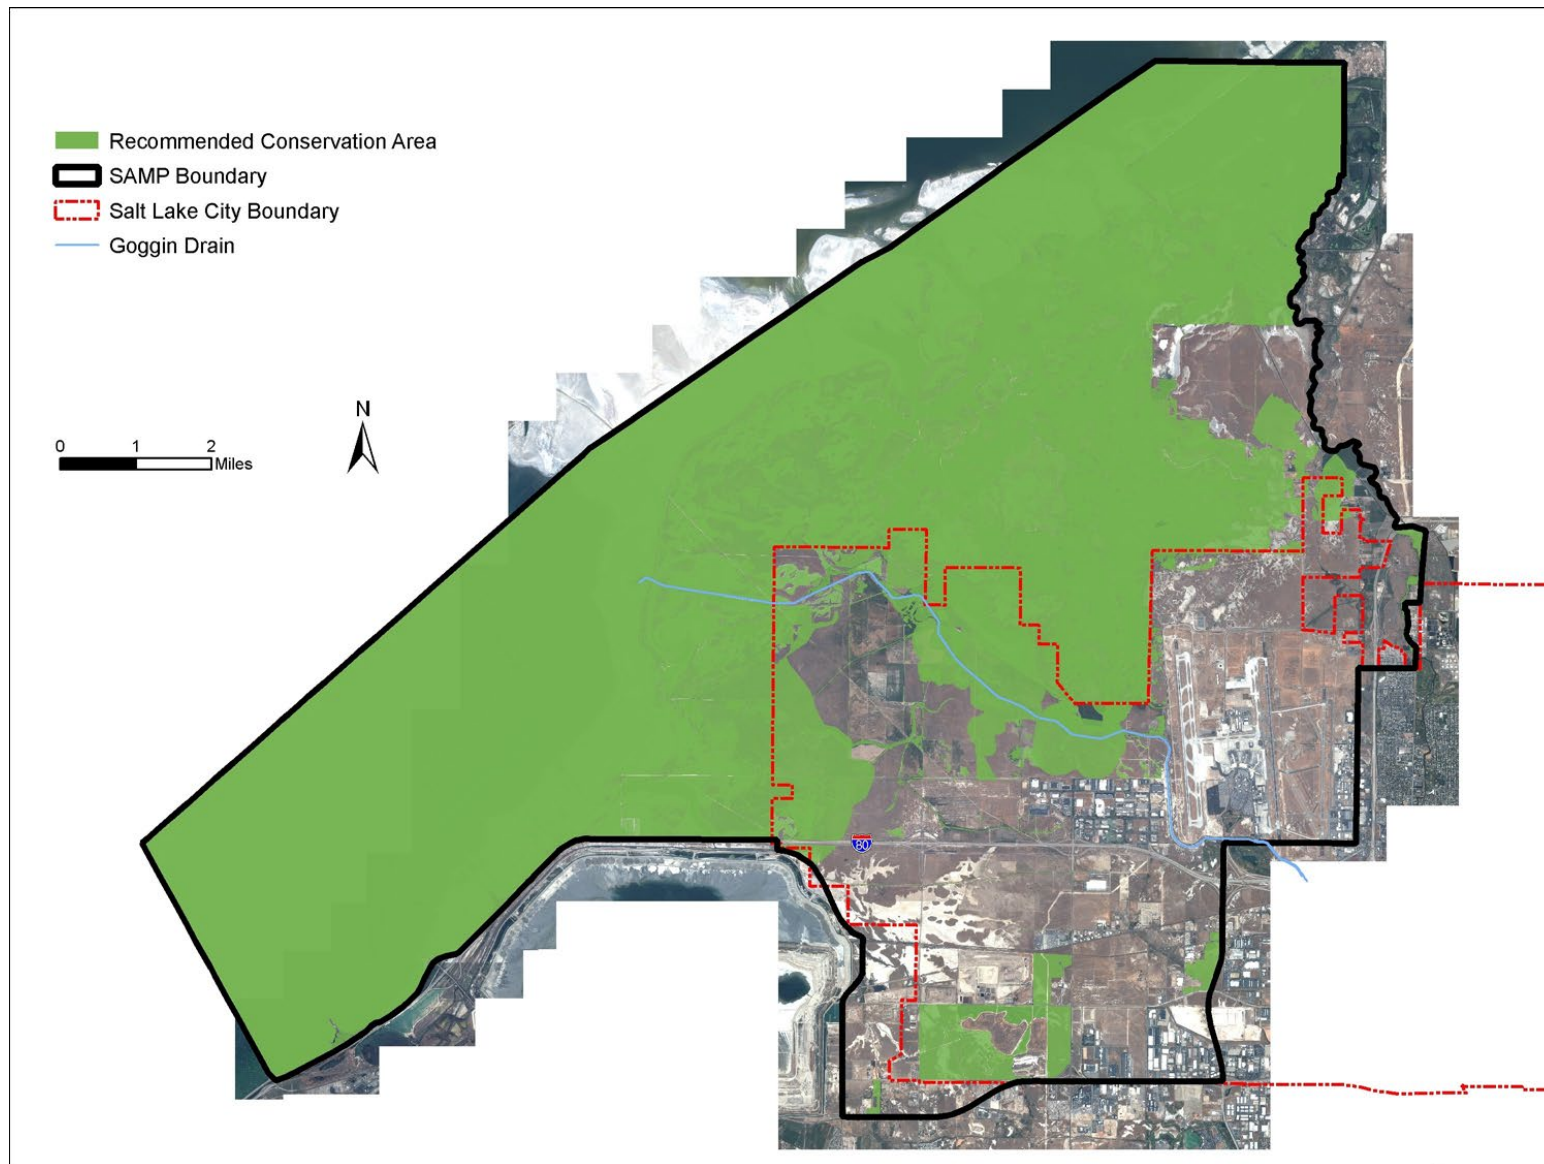 Recommended Conservation Area
SAMP Boundary
Salt Lake City Boundary
Goggin Drain
N
0 1 2
Miles
80